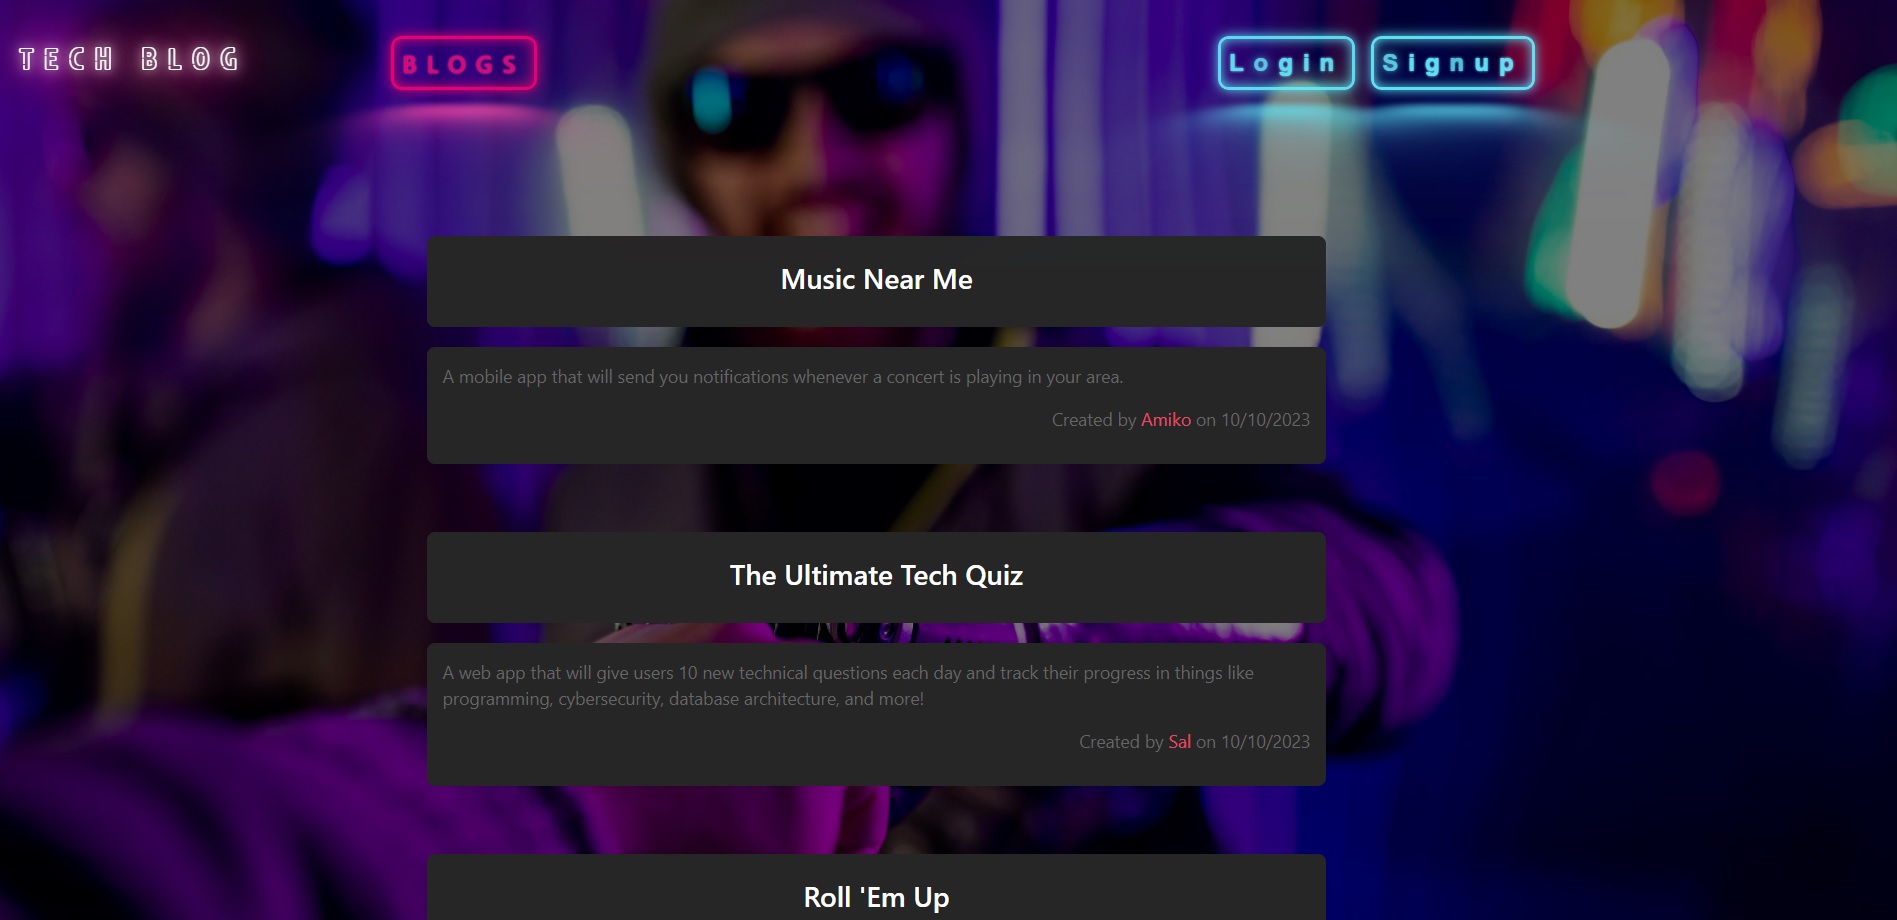 TECH BLOG
BLOGS
Login
Signup
Music Near Me
A mobile app that will send you notifications whenever a concert is playing in your area.
Created by Amiko on 10/10/2023
The Ultimate Tech Quiz
A web app that will give users 10 new technical questions each day and track their progress in things like
programming, cybersecurity, database architecture, and more!
Created by Sal on 10/10/2023
Roll 'Em Up